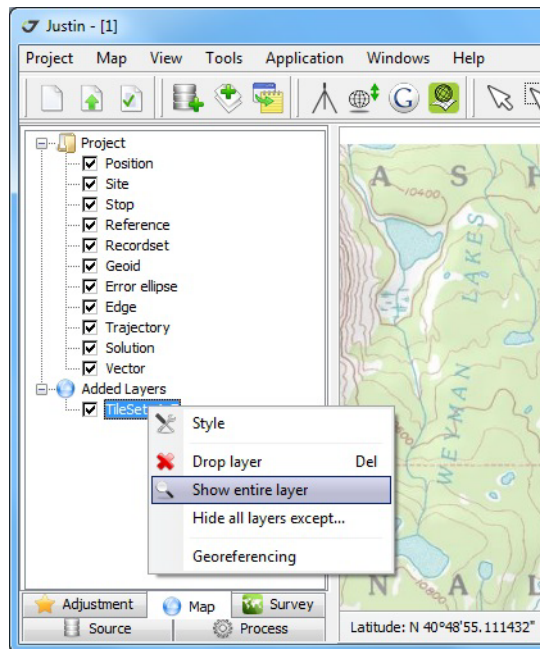 Justin - [1]
Project Map View Tools Application Windows Help
G
Project
Position
Site
Stop
Reference
Recordset
Geoid
Error ellipse
Edge
Trajectory
Solution
Vector
Added Layers
Style
Drop layer Del
Show entire layer
Hide all layers except...
Georeferencing
Adjustment Map Survey
Source Process
A S
10400
WEYMAN LAKES
N A L
10800
Latitude: N 40°48'55.111432"